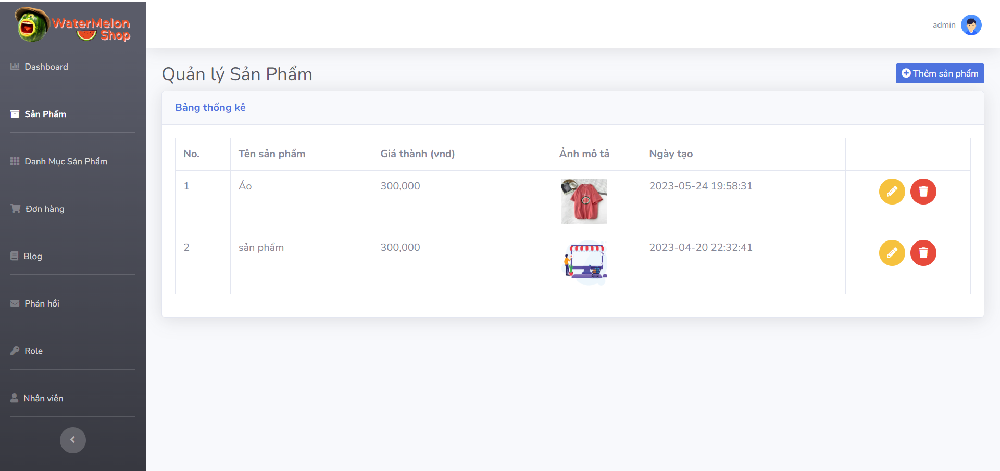 WaterMelon
Shop
admin
Dashboard
Sản Phẩm
Danh Mục Sản Phẩm
Đơn hàng
Blog
Phản hồi
Role
Nhân viên
Quản lý Sản Phẩm
Thêm sản phẩm
Bảng thống kê
No. Tên sản phẩm Giá thành (vnd) Ảnh mô tả Ngày tạo
1 Áo 300,000 2023-05-24 19:58:31
2 sản phẩm 300,000 2023-04-20 22:32:41